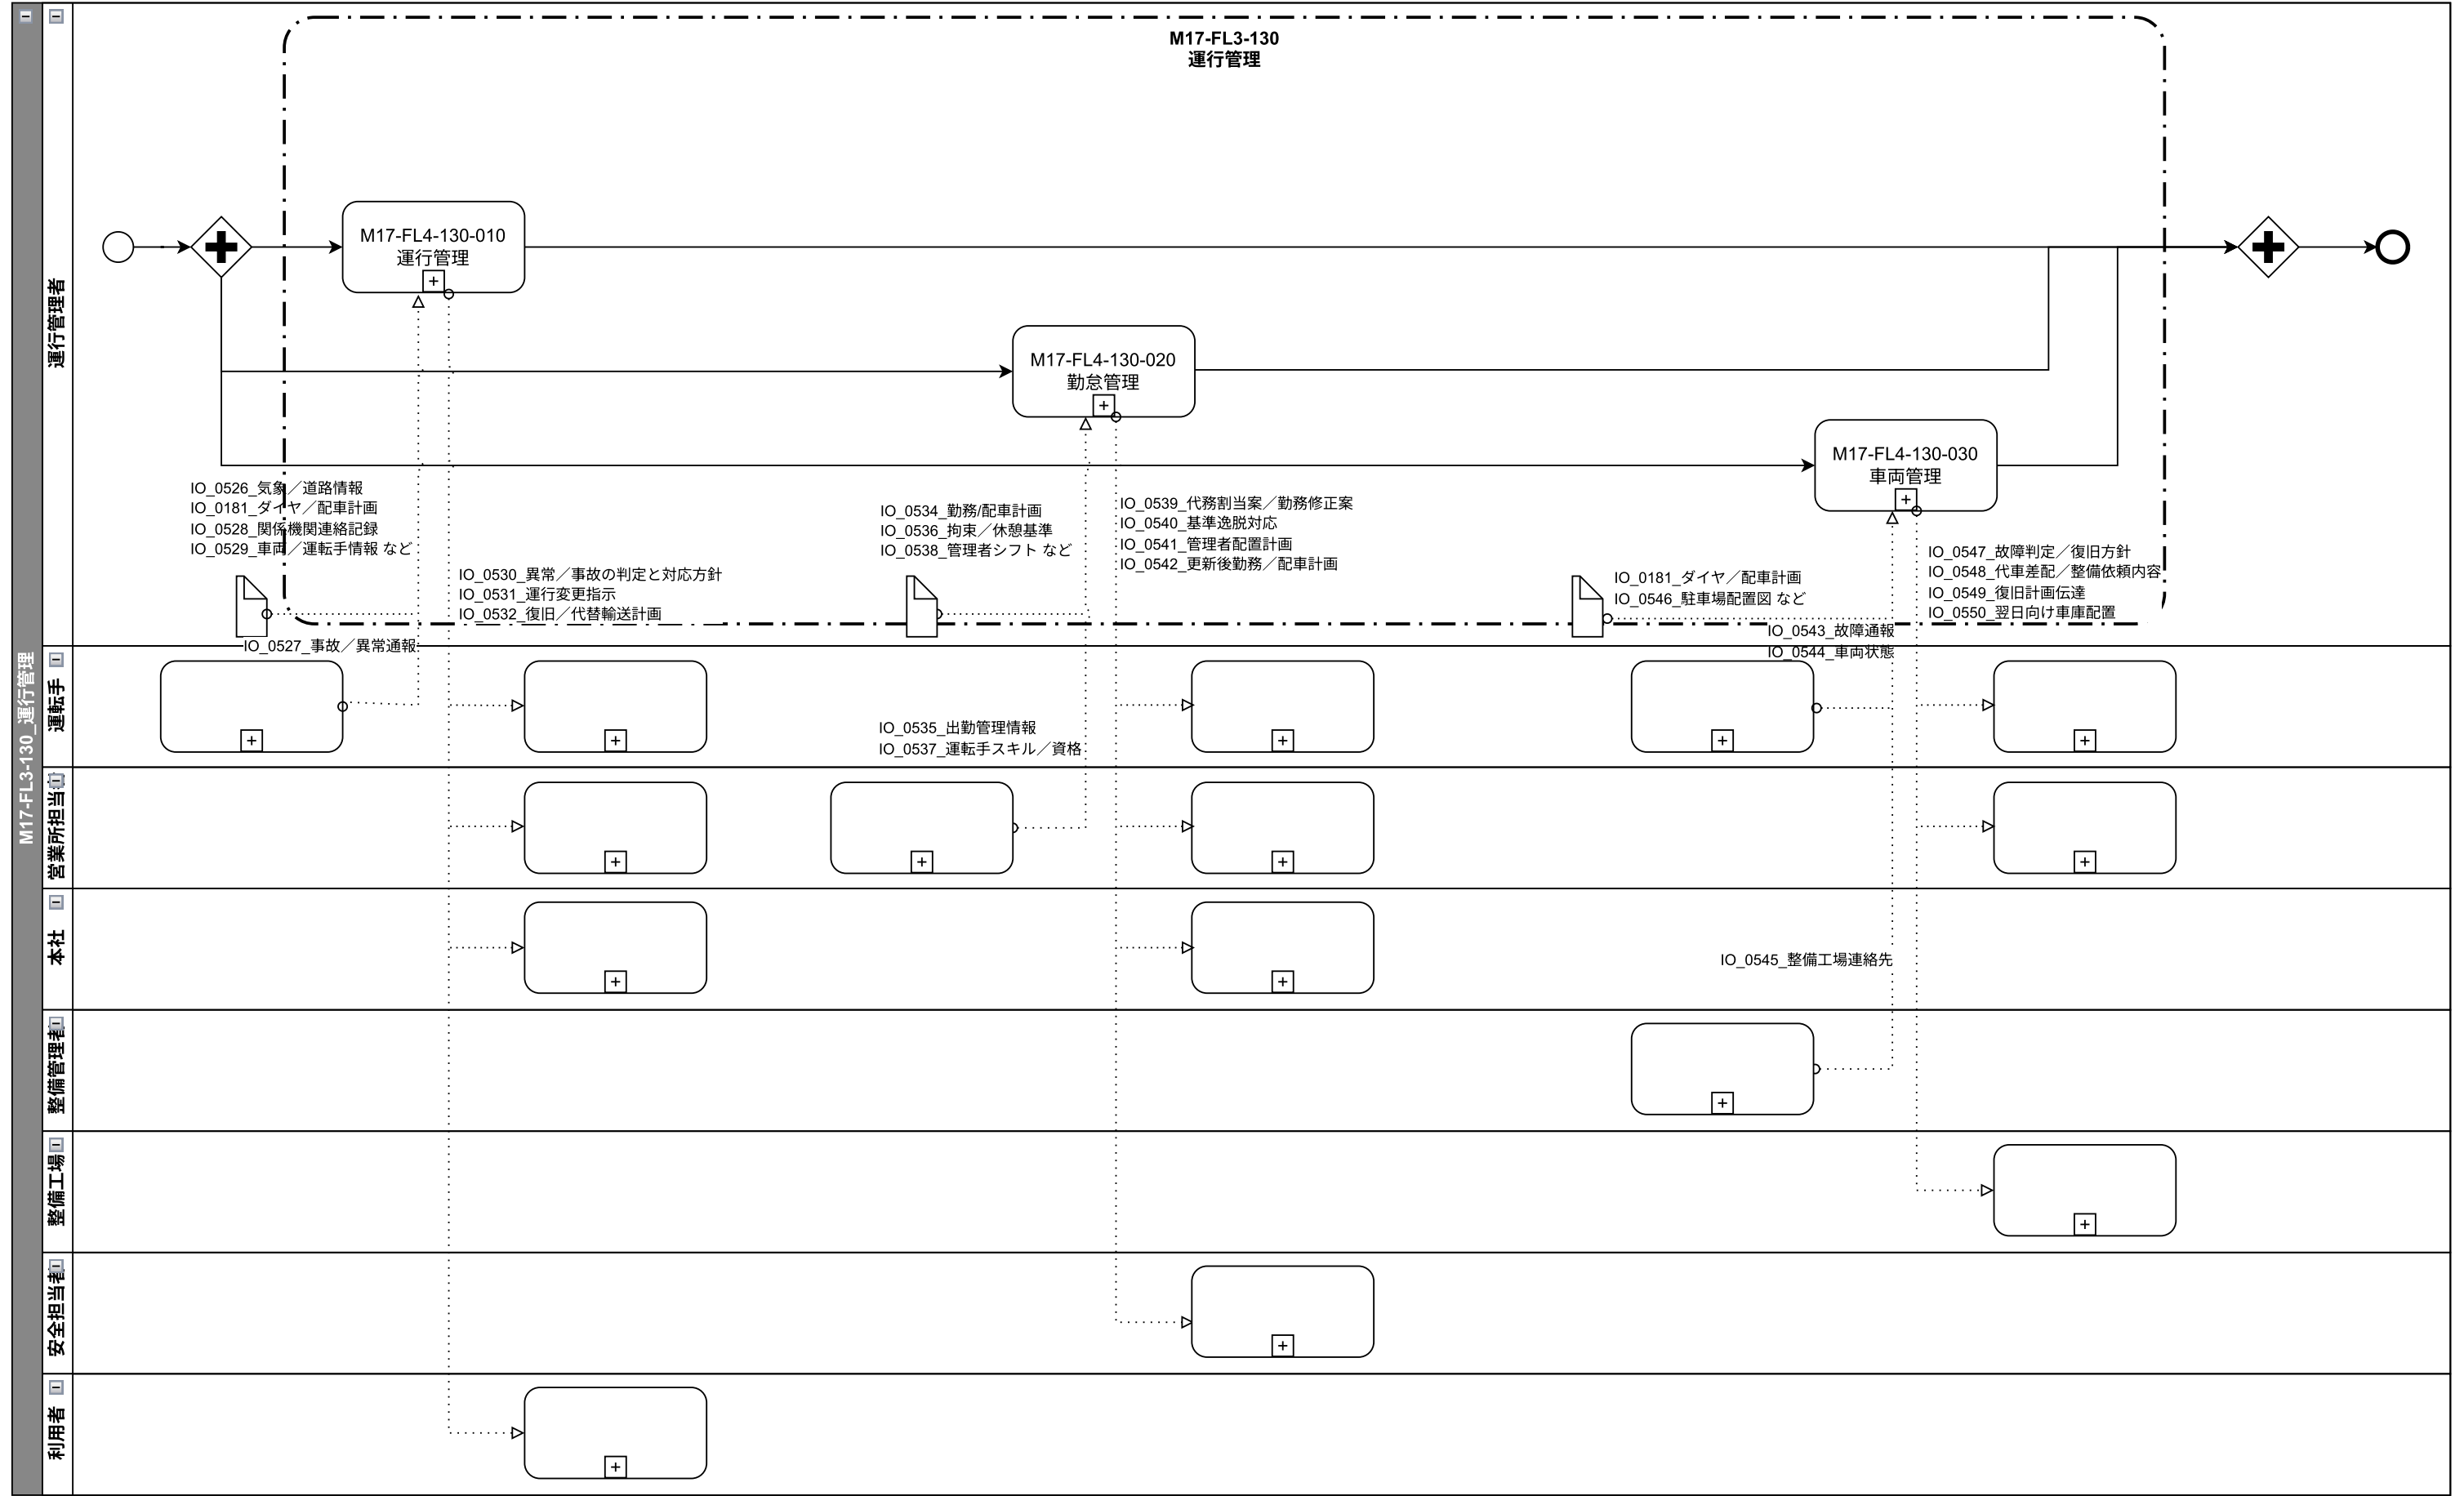 M17-FL3-130_運行管理
運行管理者
M17-FL3-130
運行管理
M17-FL4-130-010
運行管理
M17-FL4-130-020
勤怠管理
M17-FL4-130-030
車両管理
IO_0526_気象／道路情報
IO_0181_ダイヤ／配車計画
IO_0528_関係機関連絡記録
IO_0529_車両／運転手情報 など
IO_0530_異常／事故の判定と対応方針
IO_0531_運行変更指示
IO_0532_復旧／代替輸送計画
IO_0534_勤務/配車計画
IO_0536_拘束／休憩基準
IO_0538_管理者シフト など
IO_0539_代務割当案／勤務修正案
IO_0540_基準逸脱対応
IO_0541_管理者配置計画
IO_0542_更新後勤務／配車計画
IO_0181_ダイヤ／配車計画
IO_0546_駐車場配置図 など
IO_0547_故障判定／復旧方針
IO_0548_代車差配／整備依頼内容
IO_0549_復旧計画伝達
IO_0550_翌日向け車庫配置
IO_0527_事故／異常通報
IO_0543_故障通報
IO_0544_車両状態
運転手
IO_0535_出勤管理情報
IO_0537_運転手スキル／資格
営業所担当者
本社
IO_0545_整備工場連絡先
整備管理者
整備工場
安全担当者
利用者